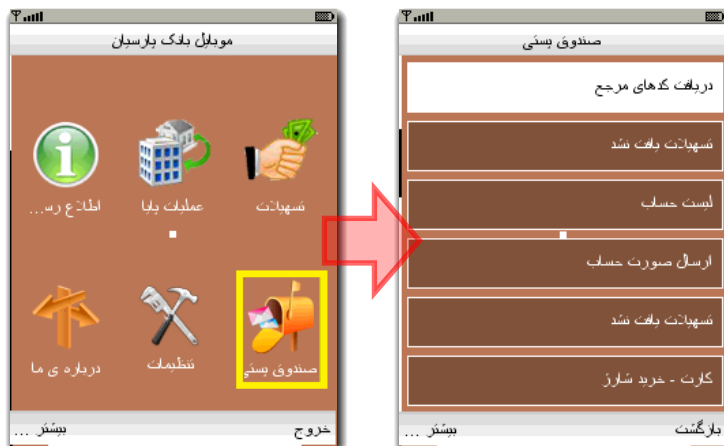 موبایل بانک پارسیان
تسهیلات
عملیات پایا
اطلاع رس...
صندوق پستی
تنظیمات
درباره ی ما
خروج
بیشتر ...
صندوق پستی
دریافت کدهای مرجع
تسهیلات یافت نشد
لیست حساب
ارسال صورت حساب
تسهیلات یافت نشد
کارت - خرید شارژ
بازگشت
بیشتر ...